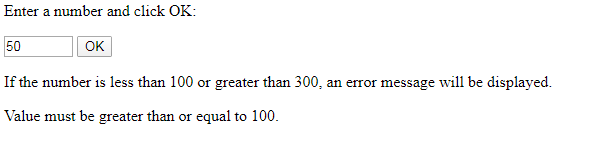 Enter a number and click OK:
50 OK
If the number is less than 100 or greater than 300, an error message will be displayed.
Value must be greater than or equal to 100.